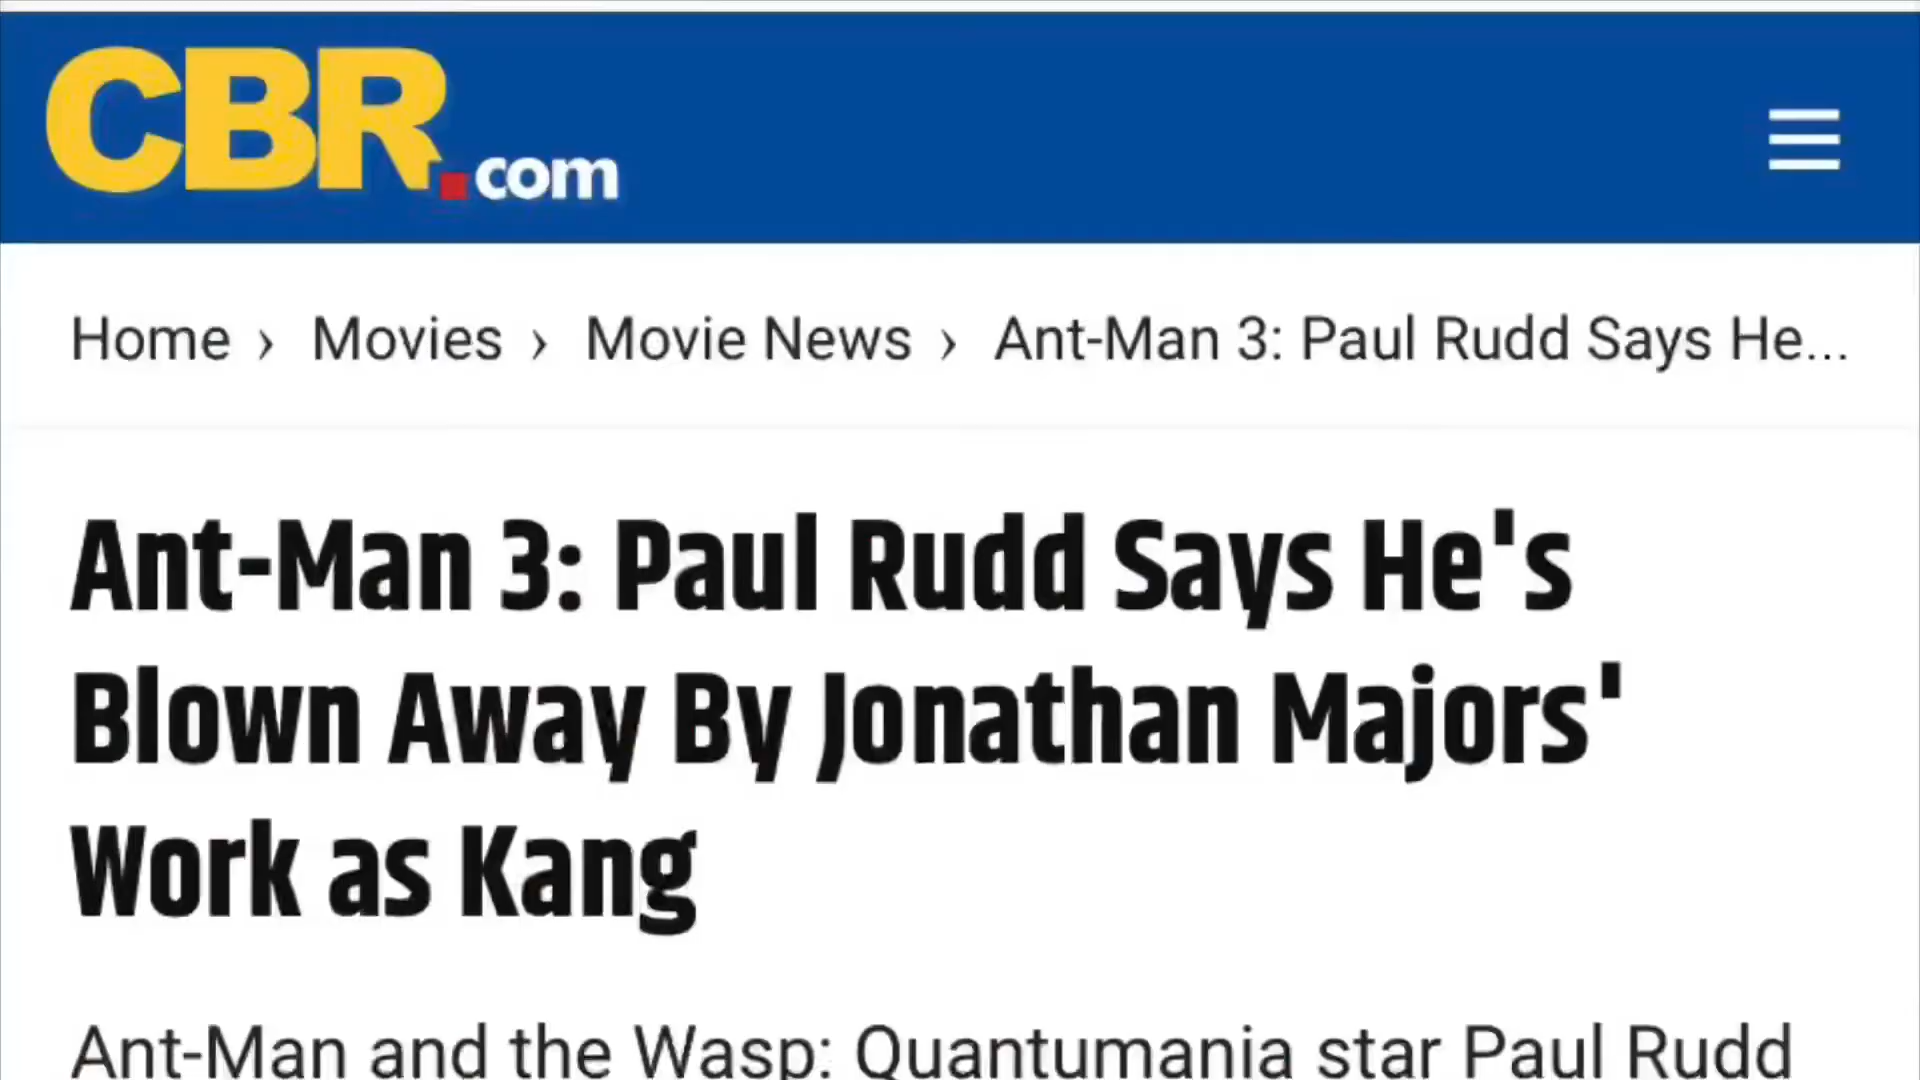 CBR.com
Home › Movies › Movie News › Ant-Man 3: Paul Rudd Says He...
Ant-Man 3: Paul Rudd Says He's
Blown Away By Jonathan Majors'
Work as Kang
Ant-Man and the Wasp: Quantumania star Paul Rudd